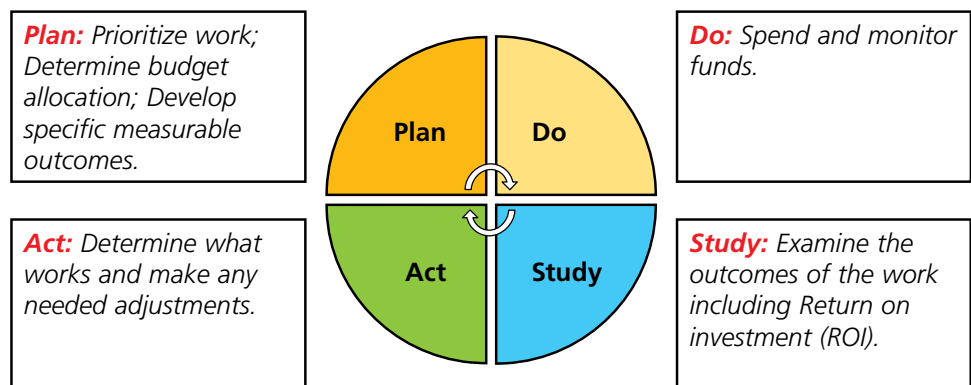 Plan: Prioritize work;
Determine budget
allocation; Develop
specific measurable
outcomes.
Do: Spend and monitor
funds.
Plan
Do
Act
Study
Act: Determine what
works and make any
needed adjustments.
Study: Examine the
outcomes of the work
including Return on
investment (ROI).